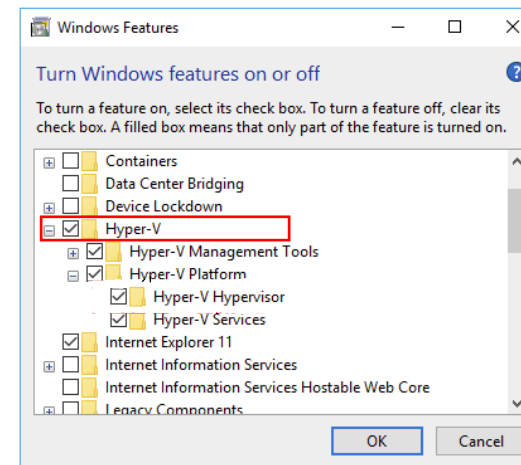 Windows Features
Turn Windows features on or off
?
To turn a feature on, select its check box. To turn a feature off, clear its
check box. A filled box means that only part of the feature is turned on.
Containers
Data Center Bridging
Device Lockdown
Hyper-V
Hyper-V Management Tools
Hyper-V Platform
Hyper-V Hypervisor
Hyper-V Services
Internet Explorer 11
Internet Information Services
Internet Information Services Hostable Web Core
Legacy Components
OK
Cancel